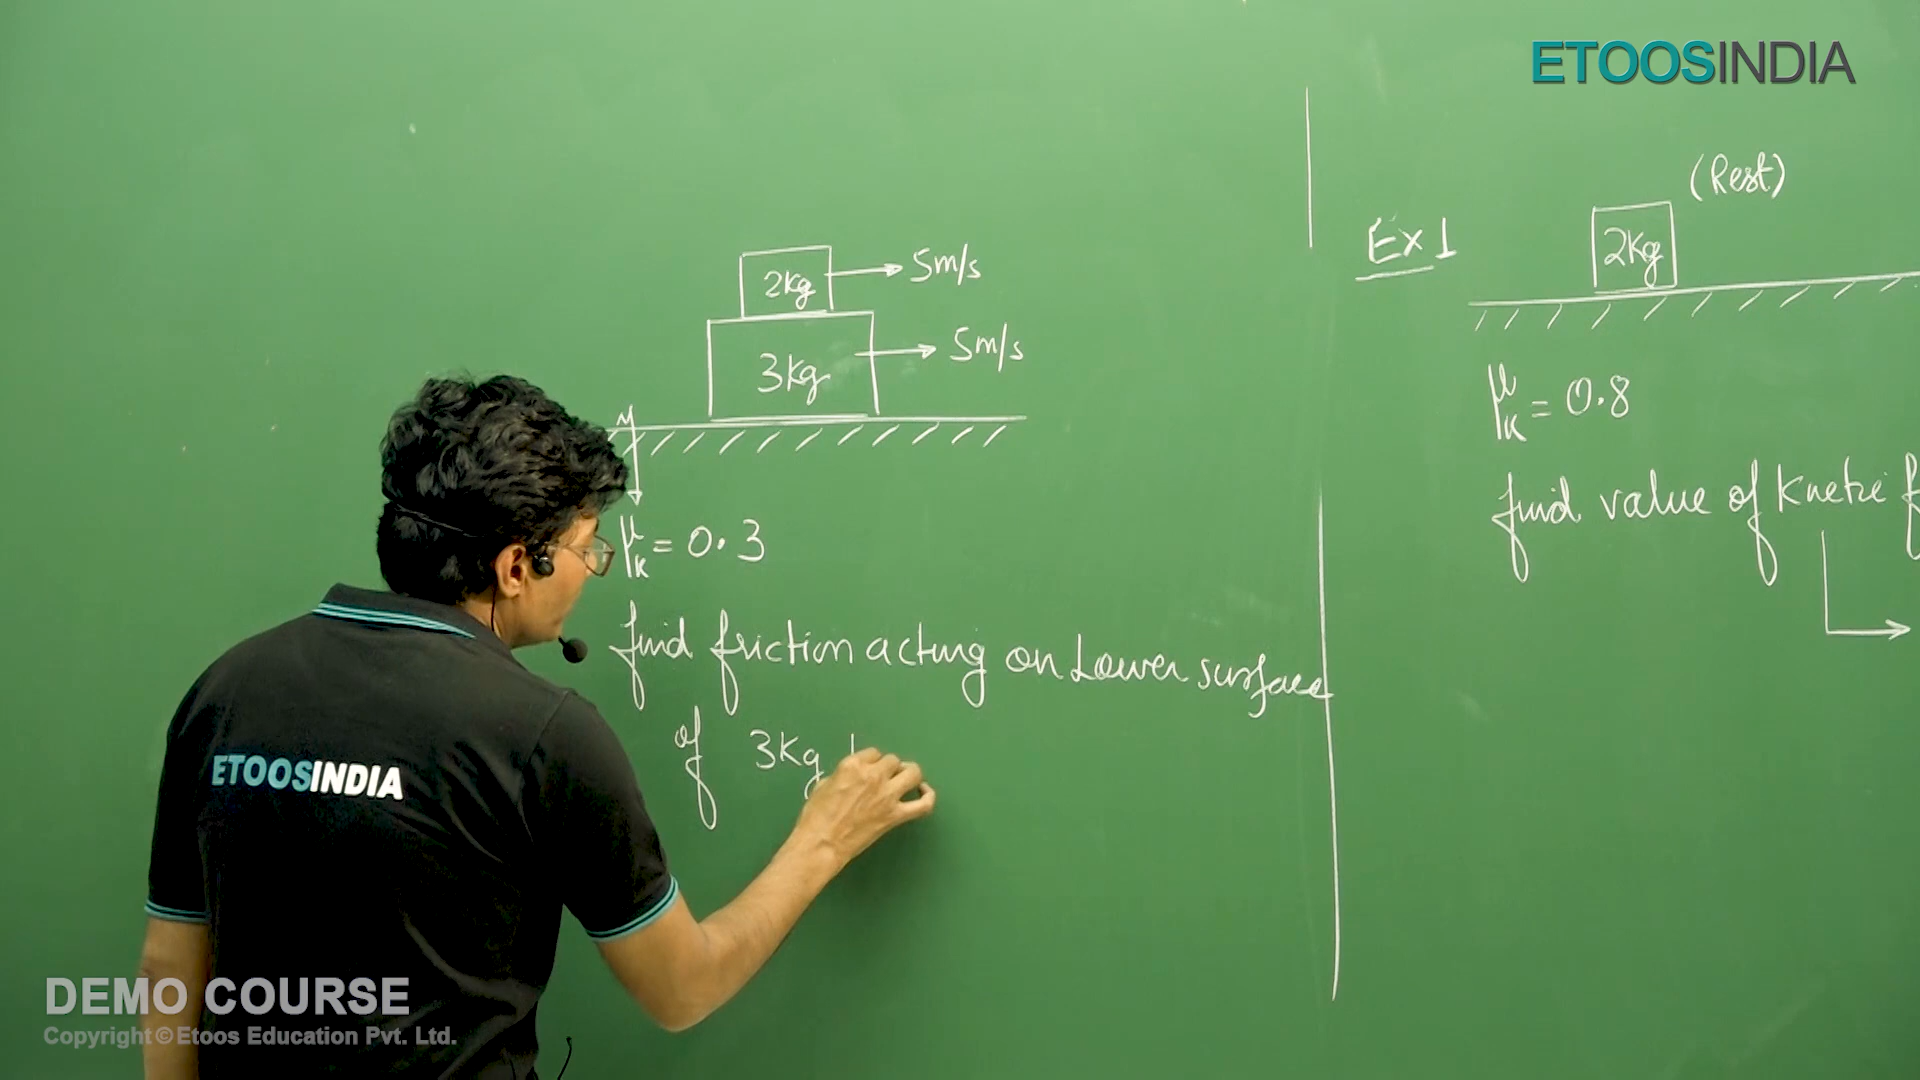 ETOOSINDIA
2Kg
5m/s
3Kg
5m/s
μk = 0.3
find friction acting on Lower surface
of 3Kg
Ex 1
(Rest)
2Kg
μk = 0.8
find value of Kinetic f
ETOOSINDIA
DEMO COURSE
Copyright © Etoos Education Pvt. Ltd.